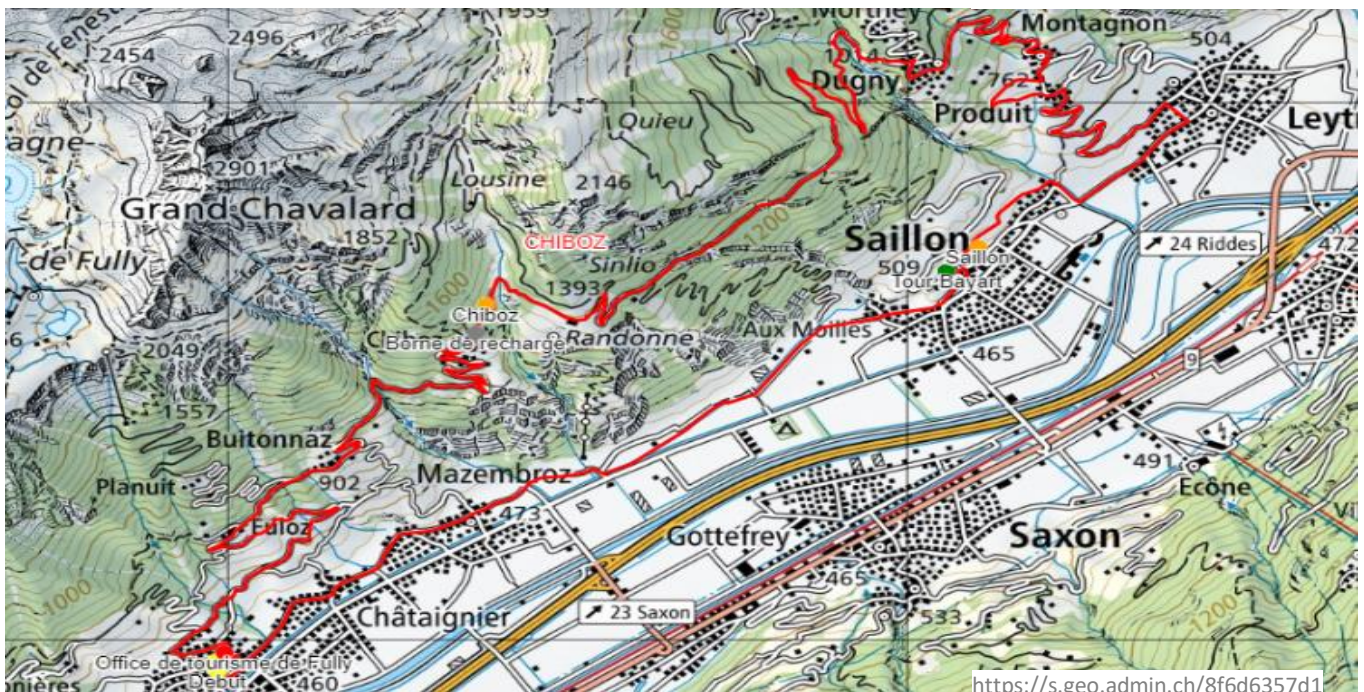 1959
Morthey
Montagnon
2496
2454
504
1600
Dugny
762
Produit
Quieu
Leytr
2901
Lousine
2146
Grand Chavalard
1852
CHIBOZ
1200
Saillon
24 Riddes
472
de Fully
Sinlio
509
Saillon
Tour Bayart
1600
1393
Chiboz
Borne de recharge
Randonne
Aux Moilles
2049
465
9
1557
Buitonnaz
Planuit
902
Mazembroz
491
Ecône
Euloz
473
Gottefrey
Saxon
465
1000
Châtaignier
23 Saxon
533
1200
Office de tourisme de Fully
Debut
460
https://s.geo.admin.ch/8f6d6357d1